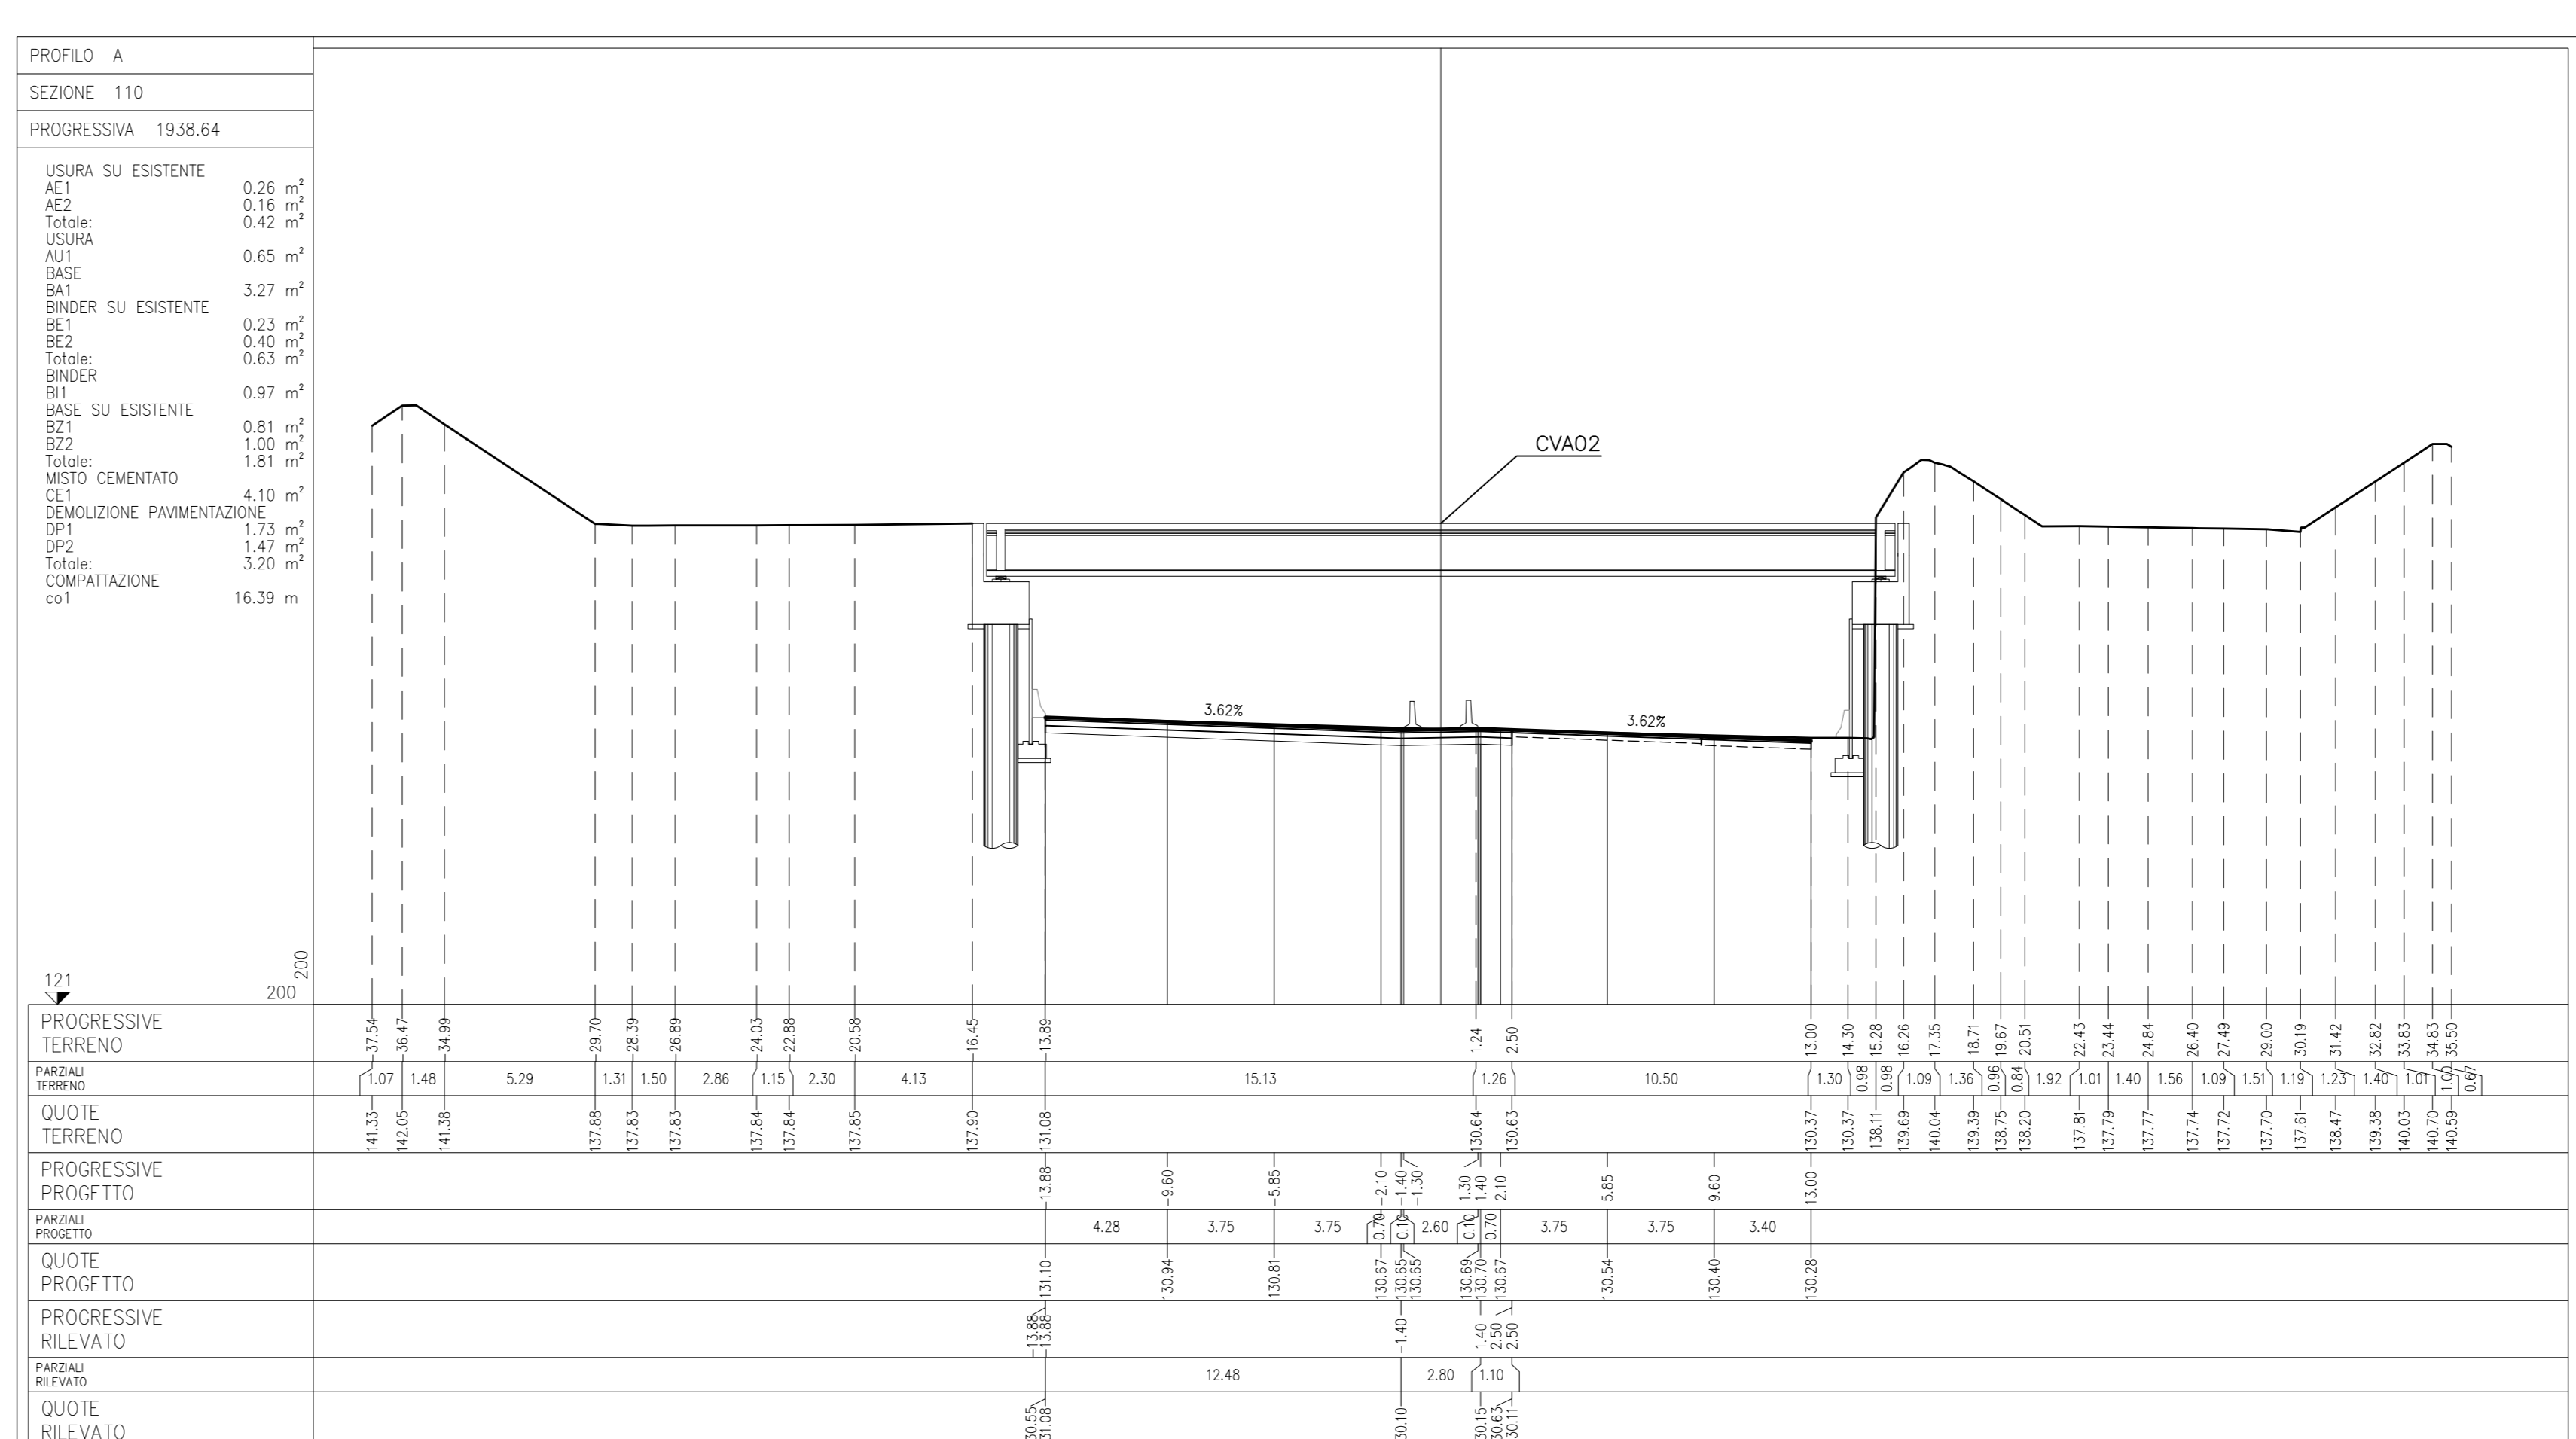 PROFILO A
SEZIONE 110
PROGRESSIVA 1938.64
USURA SU ESISTENTE
AE1 0.26 m²
AE2 0.16 m²
Totale: 0.42 m²
USURA
AU1 0.65 m²
BASE
BA1 3.27 m²
BINDER SU ESISTENTE
BE1 0.23 m²
BE2 0.40 m²
Totale: 0.63 m²
BINDER
BI1 0.97 m²
BASE SU ESISTENTE
BZ1 0.81 m²
BZ2 1.00 m²
Totale: 1.81 m²
MISTO CEMENTATO
CE1 4.10 m²
DEMOLIZIONE PAVIMENTAZIONE
DP1 1.73 m²
DP2 1.47 m²
Totale: 3.20 m²
COMPATTAZIONE
co1 16.39 m
CVA02
3.62%
3.62%
121
200
200
PROGRESSIVE
TERRENO
-37.54 -36.47 -34.99 -29.70 -28.39 -26.89 -24.03 -22.88 -20.58 -16.45 -13.89 1.24 2.50 13.00 14.30 15.28 16.26 17.35 18.71 19.67 20.51 22.43 23.44 24.84 26.40 27.49 29.00 30.19 31.42 32.82 33.83 34.83 35.50
PARZIALI
TERRENO
1.07 1.48 5.29 1.31 1.50 2.86 1.15 2.30 4.13 15.13 1.26 10.50 1.30 0.98 0.98 1.09 1.36 0.96 0.84 1.92 1.01 1.40 1.56 1.09 1.51 1.19 1.23 1.40 1.01 1.00 0.67
QUOTE
TERRENO
141.33 142.05 141.38 137.88 137.83 137.83 137.84 137.84 137.85 137.90 131.08 130.64 130.63 130.37 130.37 138.11 139.69 140.04 139.39 138.75 138.20 137.81 137.79 137.77 137.74 137.72 137.70 137.61 138.47 139.38 140.03 140.70 140.59
PROGRESSIVE
PROGETTO
-13.88 -9.60 -5.85 -2.10 -1.40 -1.30 1.30 1.40 2.10 5.85 9.60 13.00
PARZIALI
PROGETTO
4.28 3.75 3.75 0.70 0.10 2.60 0.10 0.70 3.75 3.75 3.40
QUOTE
PROGETTO
131.10 130.94 130.81 130.67 130.65 130.65 130.69 130.70 130.67 130.54 130.40 130.28
PROGRESSIVE
RILEVATO
-13.88 -13.88 -1.40 1.40 2.50 2.50
PARZIALI
RILEVATO
12.48 2.80 1.10
QUOTE
RILEVATO
30.55 31.08 30.10 30.15 30.63 30.11